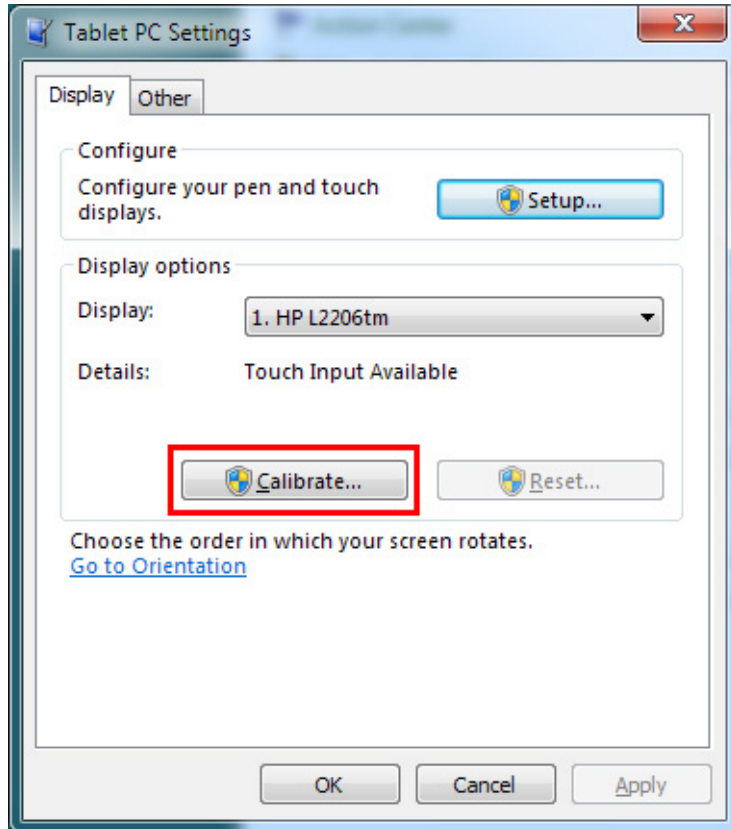 Tablet PC Settings
Action Center
Display Other
Configure
Configure your pen and touch
displays.
Setup...
Display options
Display: 1. HP L2206tm
Details: Touch Input Available
Calibrate... Reset...
Choose the order in which your screen rotates.
Go to Orientation
OK Cancel Apply